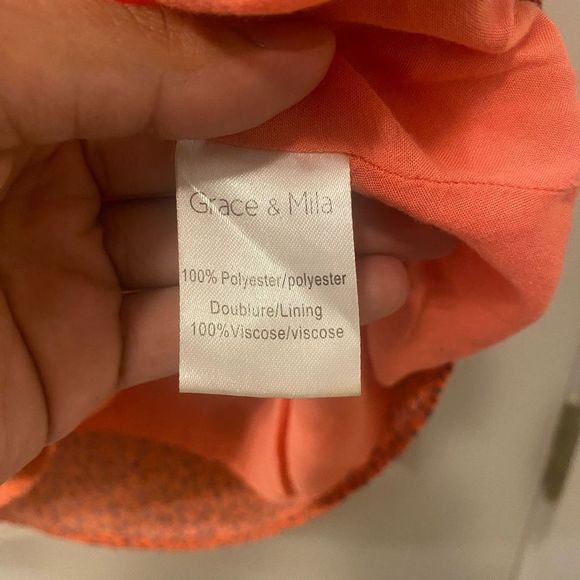 Grace & Mila
100% Polyester/polyester
Doublure/Lining
100%Viscose/viscose